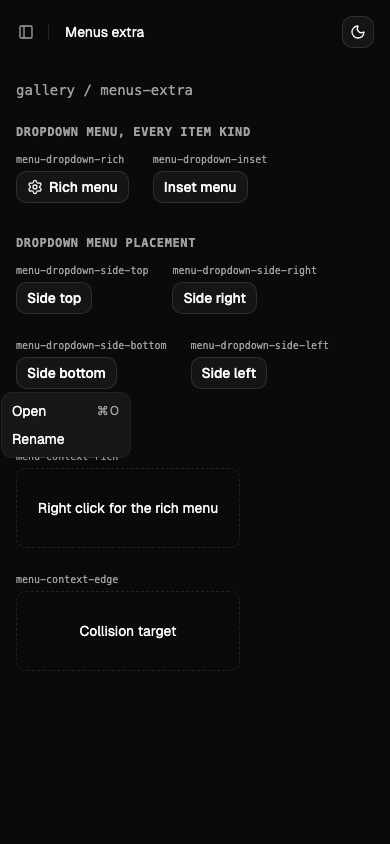 Menus extra
gallery / menus-extra
DROPDOWN MENU, EVERY ITEM KIND
menu-dropdown-rich menu-dropdown-inset
Rich menu Inset menu
DROPDOWN MENU PLACEMENT
menu-dropdown-side-top menu-dropdown-side-right
Side top Side right
menu-dropdown-side-bottom menu-dropdown-side-left
Side bottom Side left
Open ⌘O
Rename
menu-context-rich
Right click for the rich menu
menu-context-edge
Collision target